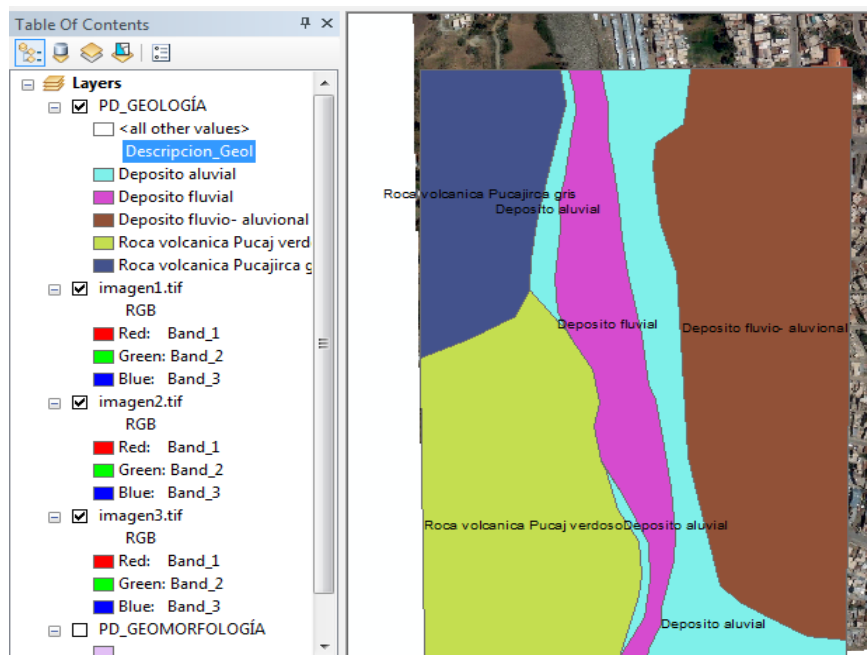 Table Of Contents
Layers
PD_GEOLOGÍA
<all other values>
Descripcion_Geol
Deposito aluvial
Deposito fluvial
Deposito fluvio- aluvional
Roca volcanica Pucaj verd
Roca volcanica Pucajirca g
imagen1.tif
RGB
Red: Band_1
Green: Band_2
Blue: Band_3
imagen2.tif
RGB
Red: Band_1
Green: Band_2
Blue: Band_3
imagen3.tif
RGB
Red: Band_1
Green: Band_2
Blue: Band_3
PD_GEOMORFOLOGÍA
Roca volcanica Pucajirca gris
Deposito aluvial
Deposito fluvial
Deposito fluvio- aluvional
Roca volcanica Pucaj verdoso
Deposito aluvial
Deposito aluvial